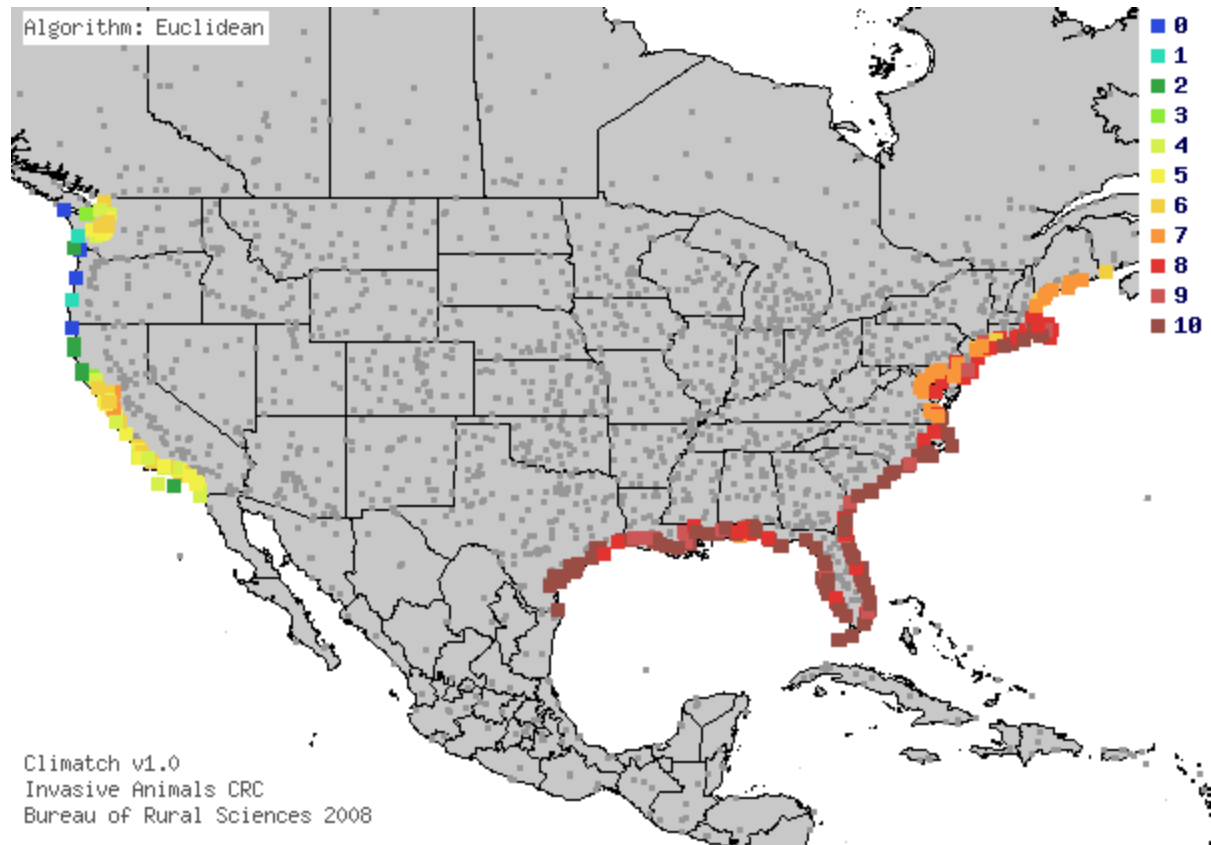 Algorithm: Euclidean
0
1
2
3
4
5
6
7
8
9
10
Climatch v1.0
Invasive Animals CRC
Bureau of Rural Sciences 2008